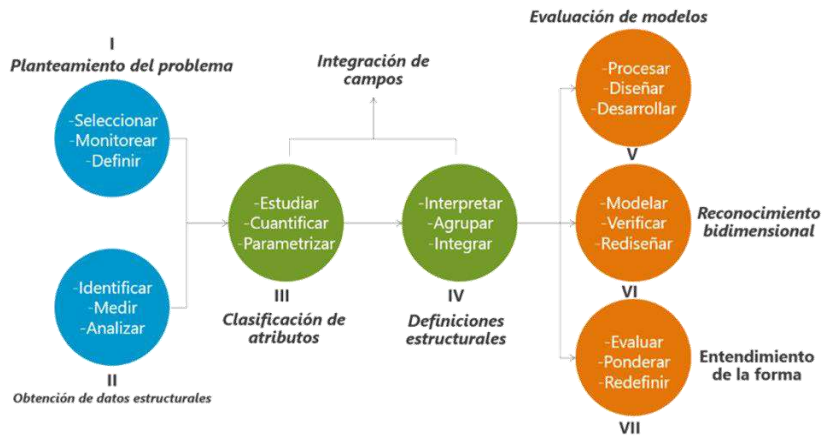 I
Planteamiento del problema
-Seleccionar
-Monitorear
-Definir
-Identificar
-Medir
-Analizar
II
Obtención de datos estructurales
Integración de
campos
-Estudiar
-Cuantificar
-Parametrizar
III
Clasificación de
atributos
-Interpretar
-Agrupar
-Integrar
IV
Definiciones
estructurales
Evaluación de modelos
-Procesar
-Diseñar
-Desarrollar
V
-Modelar
-Verificar
-Rediseñar
Reconocimiento
bidimensional
VI
-Evaluar
-Ponderar
-Redefinir
Entendimiento
de la forma
VII